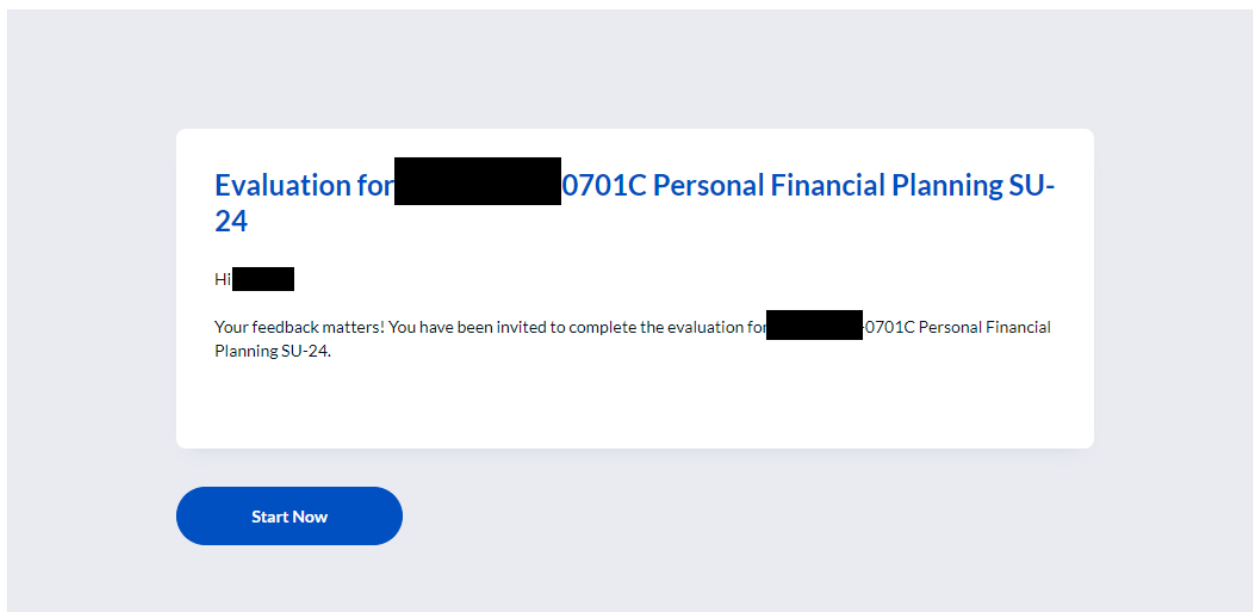 Evaluation for 0701C Personal Financial Planning SU-
24
Hi
Your feedback matters! You have been invited to complete the evaluation for -0701C Personal Financial
Planning SU-24.
Start Now